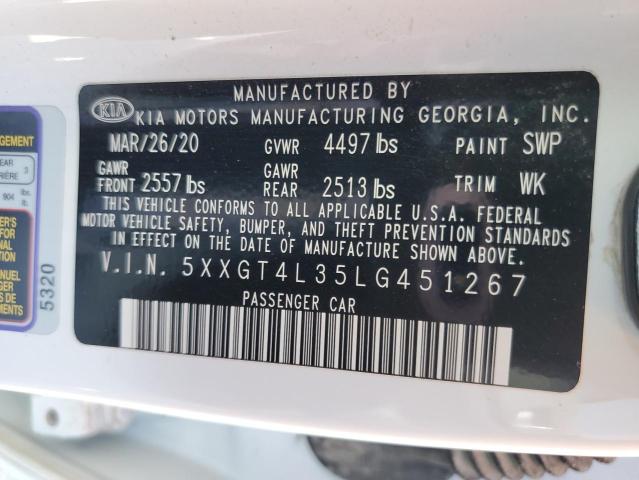 MANUFACTURED BY
KIA KIA MOTORS MANUFACTURING GEORGIA, INC.
MAR/26/20 GVWR 4497 lbs PAINT SWP
GAWR FRONT 2557 lbs GAWR REAR 2513 lbs TRIM WK
THIS VEHICLE CONFORMS TO ALL APPLICABLE U.S.A. FEDERAL
MOTOR VEHICLE SAFETY, BUMPER, AND THEFT PREVENTION STANDARDS
IN EFFECT ON THE DATE OF MANUFACTURE SHOWN ABOVE.
V.I.N. 5XXGT4L35LG451267
PASSENGER CAR
5320